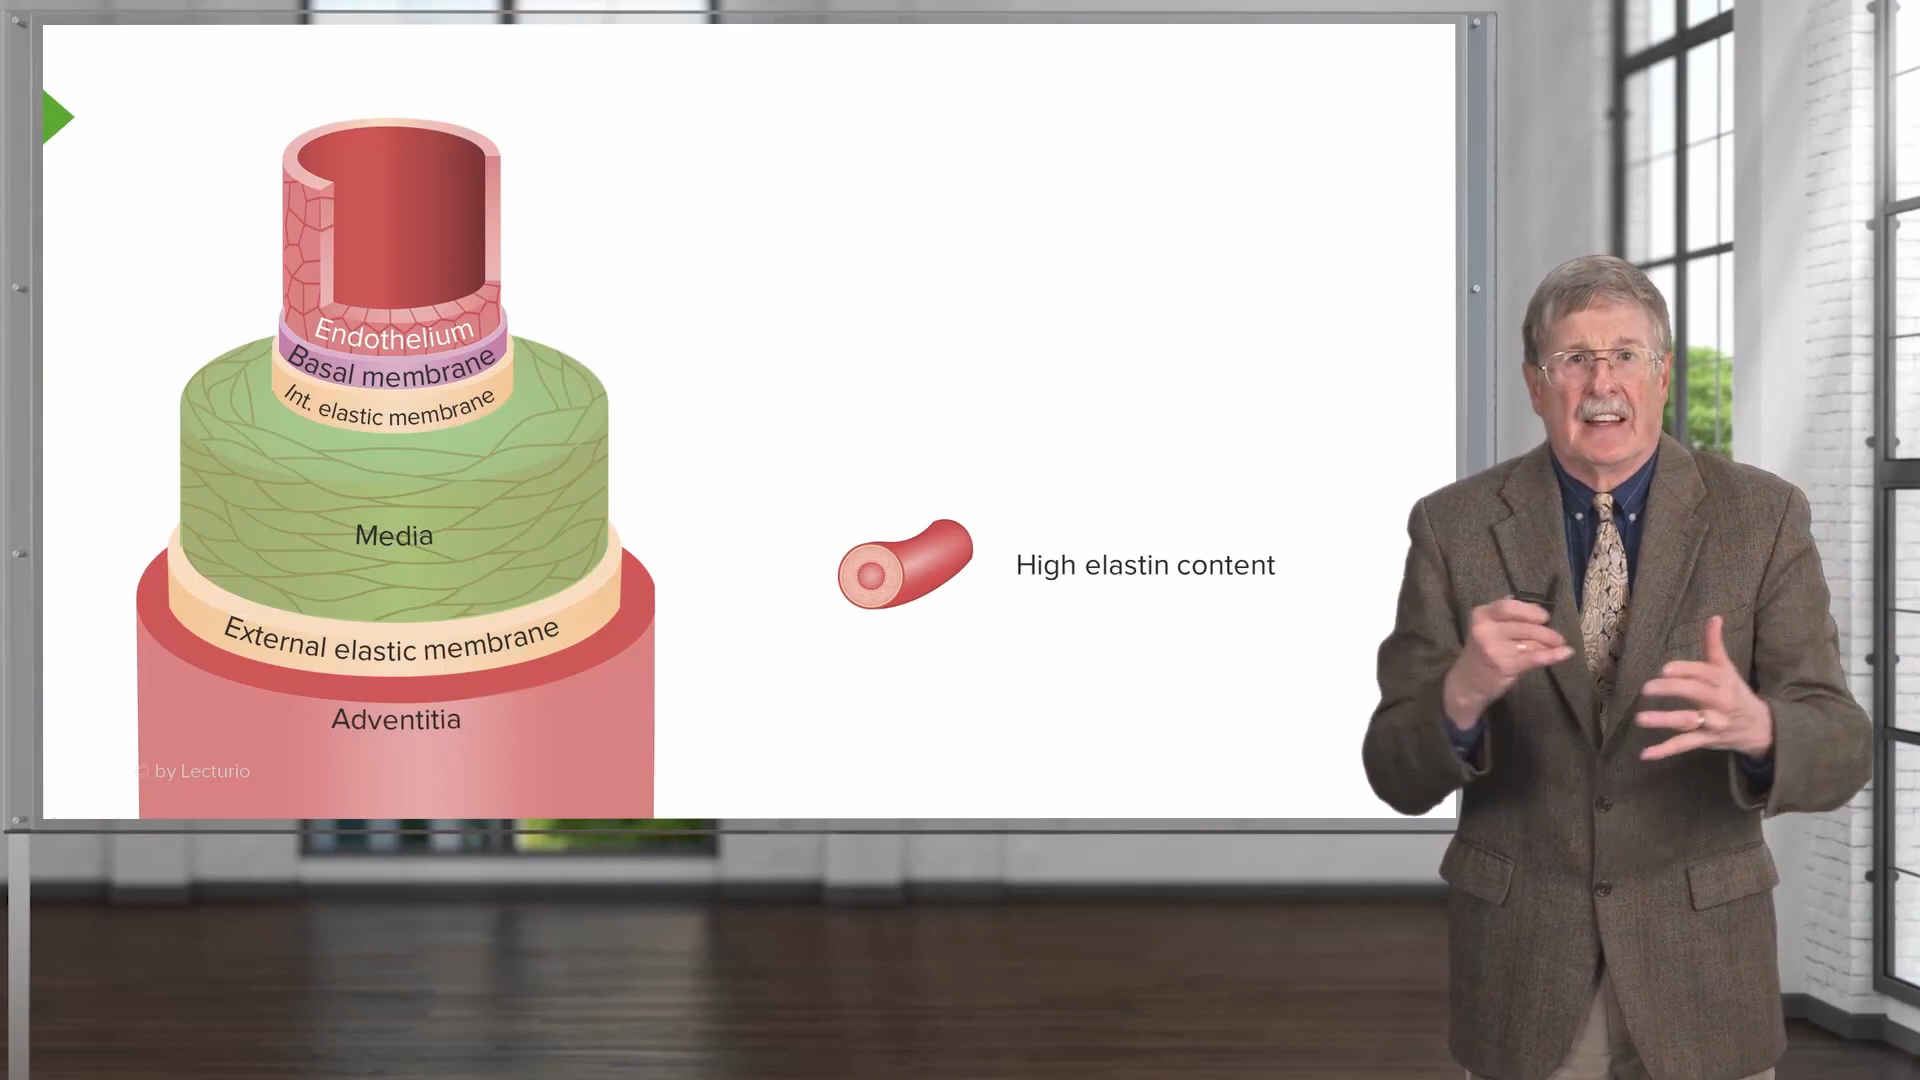 Endothelium
Basal membrane
Int. elastic membrane
Media
External elastic membrane
Adventitia
© by Lecturio
High elastin content